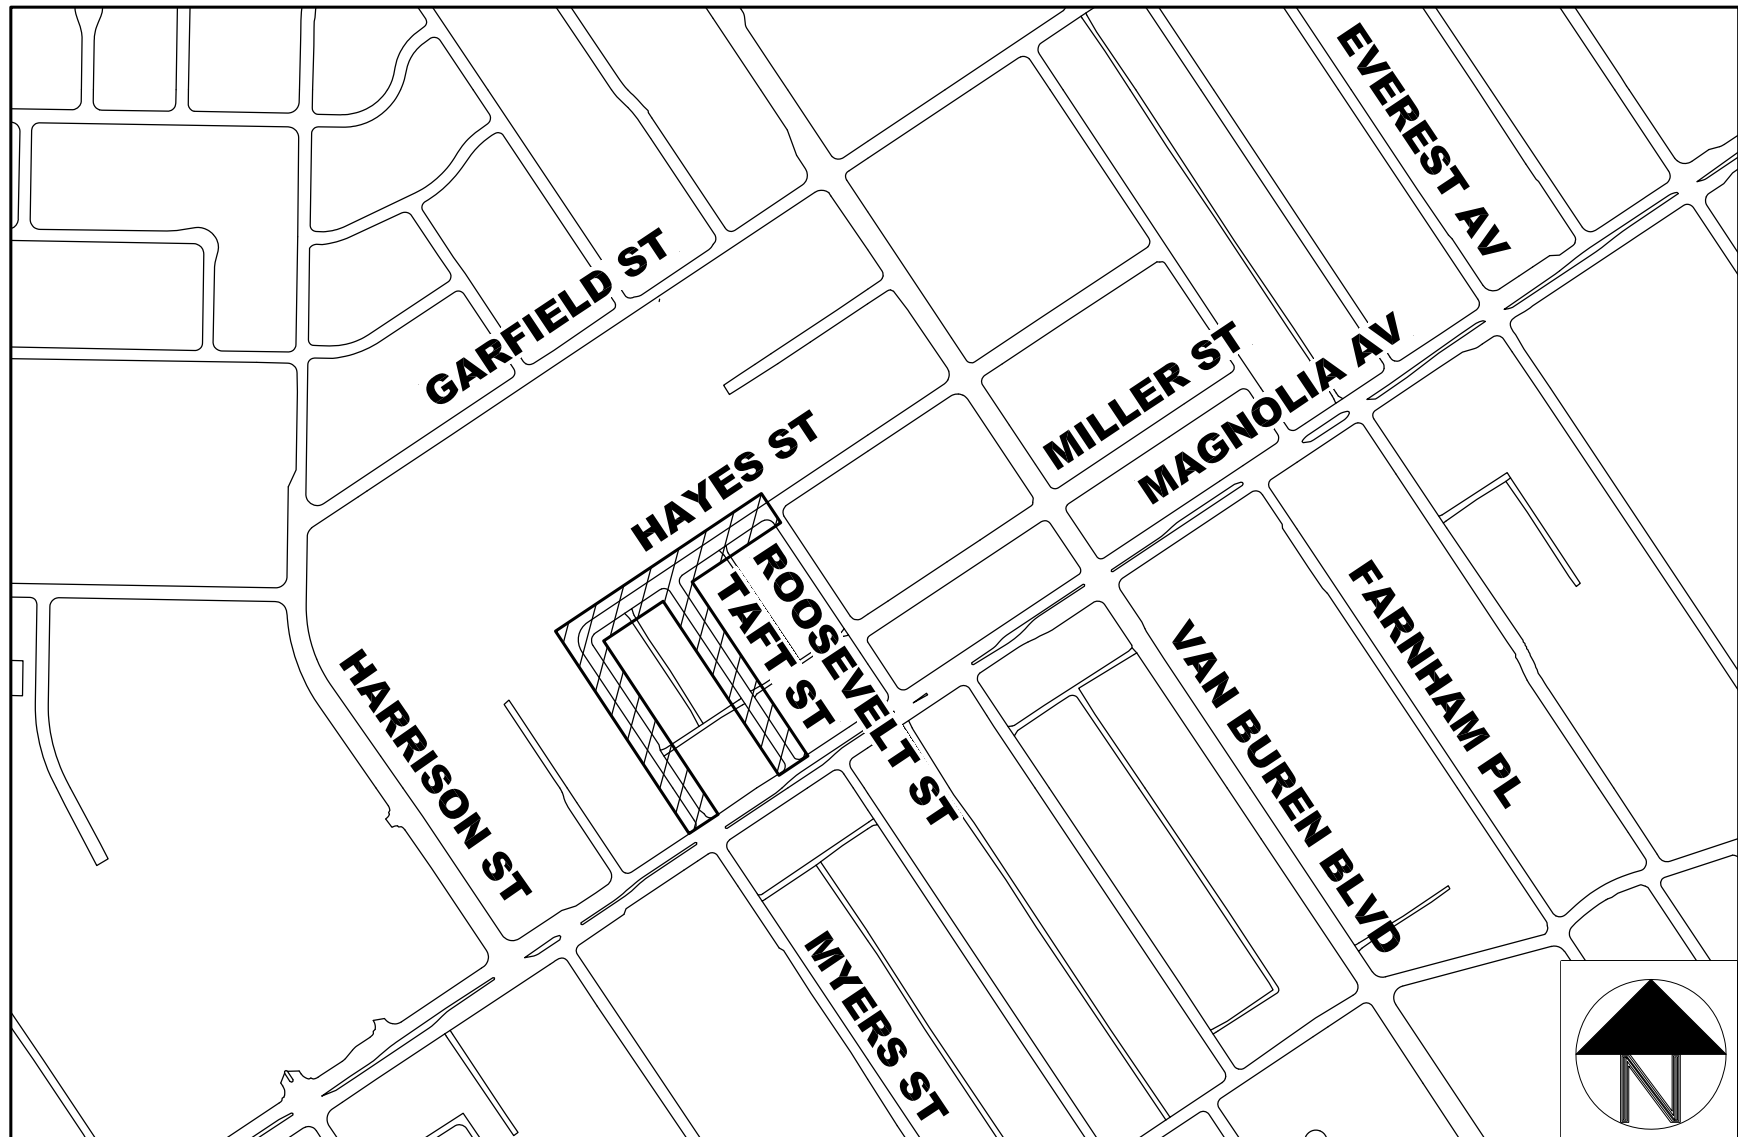 EVEREST AV
GARFIELD ST
MILLER ST
MAGNOLIA AV
HAYES ST
ROOSEVELT ST
TAFT ST
FARNHAM PL
VAN BUREN BLVD
HARRISON ST
MYERS ST
N